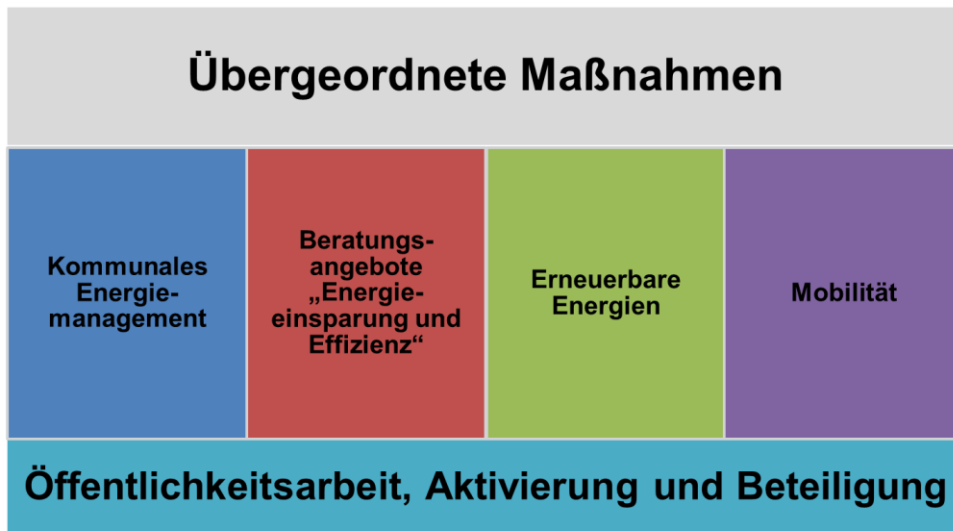 Übergeordnete Maßnahmen
Kommunales
Energie-
management
Beratungs-
angebote
„Energie-
einsparung und
Effizienz“
Erneuerbare
Energien
Mobilität
Öffentlichkeitsarbeit, Aktivierung und Beteiligung